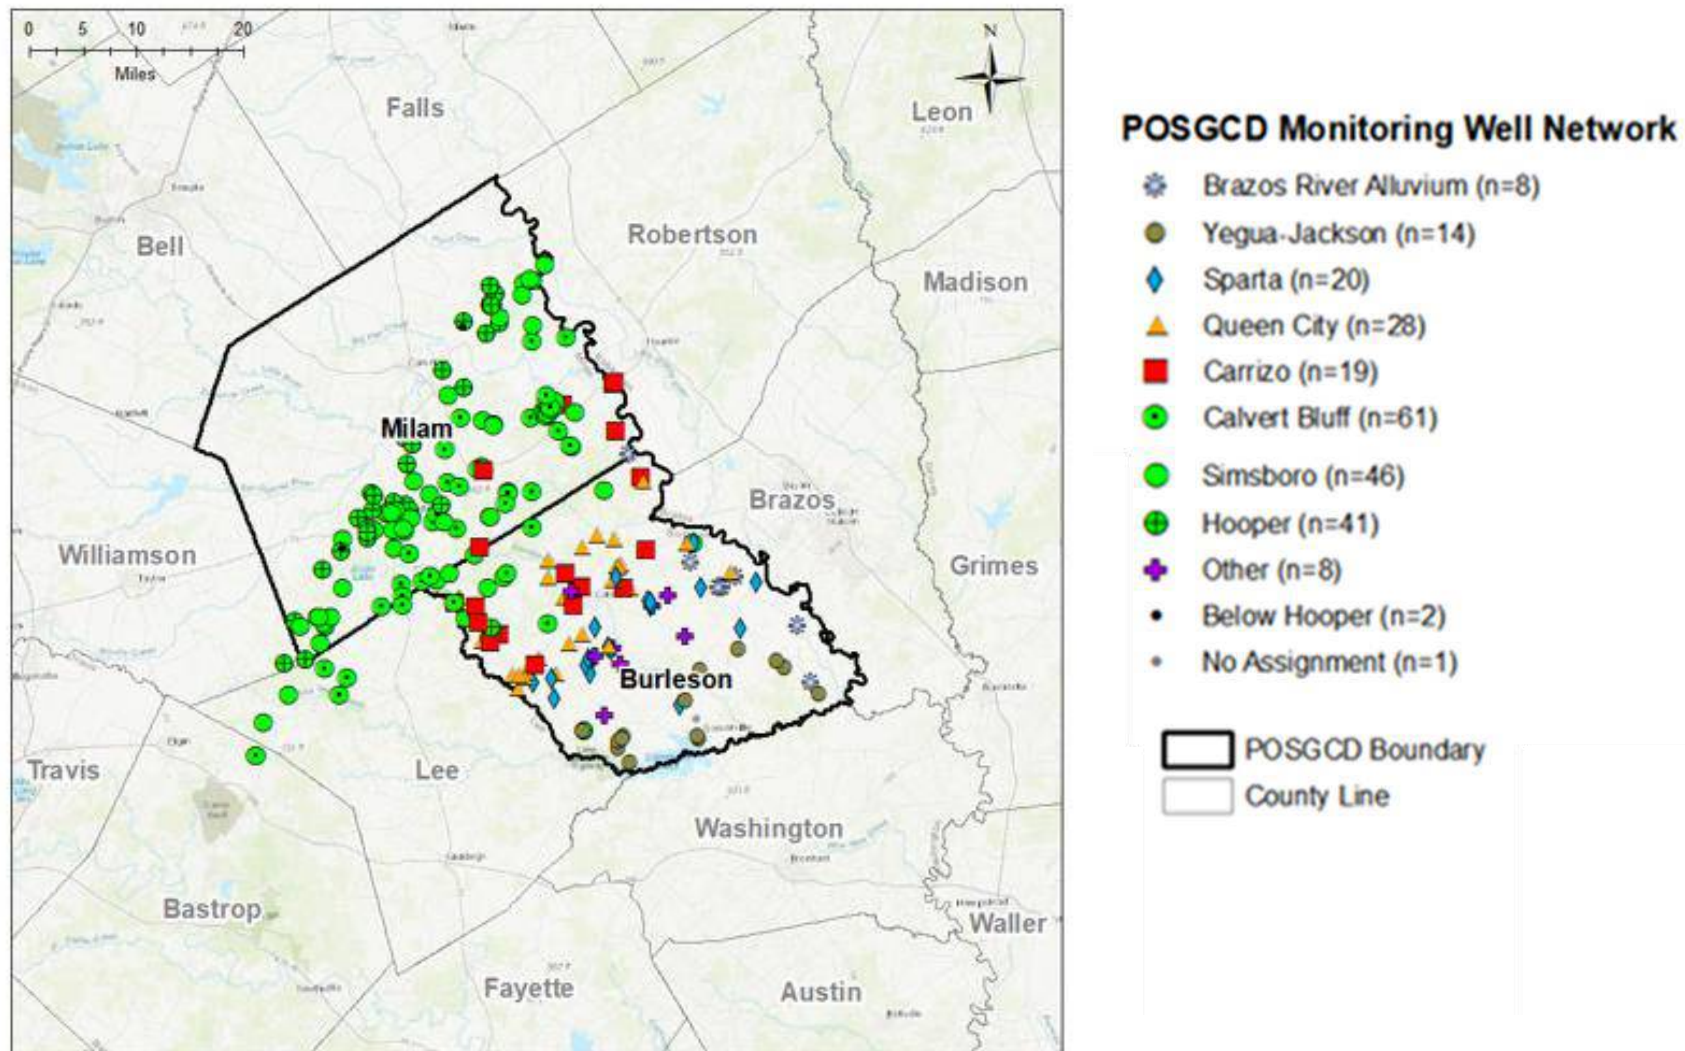 0 5 10 20
Miles
N
Falls
Leon
Bell
Robertson
Madison
Milam
Brazos
Williamson
Grimes
Burleson
Travis
Lee
Washington
Bastrop
Waller
Fayette
Austin
POSGCD Monitoring Well Network
Brazos River Alluvium (n=8)
Yegua-Jackson (n=14)
Sparta (n=20)
Queen City (n=28)
Carrizo (n=19)
Calvert Bluff (n=61)
Simsboro (n=46)
Hooper (n=41)
Other (n=8)
Below Hooper (n=2)
No Assignment (n=1)
POSGCD Boundary
County Line